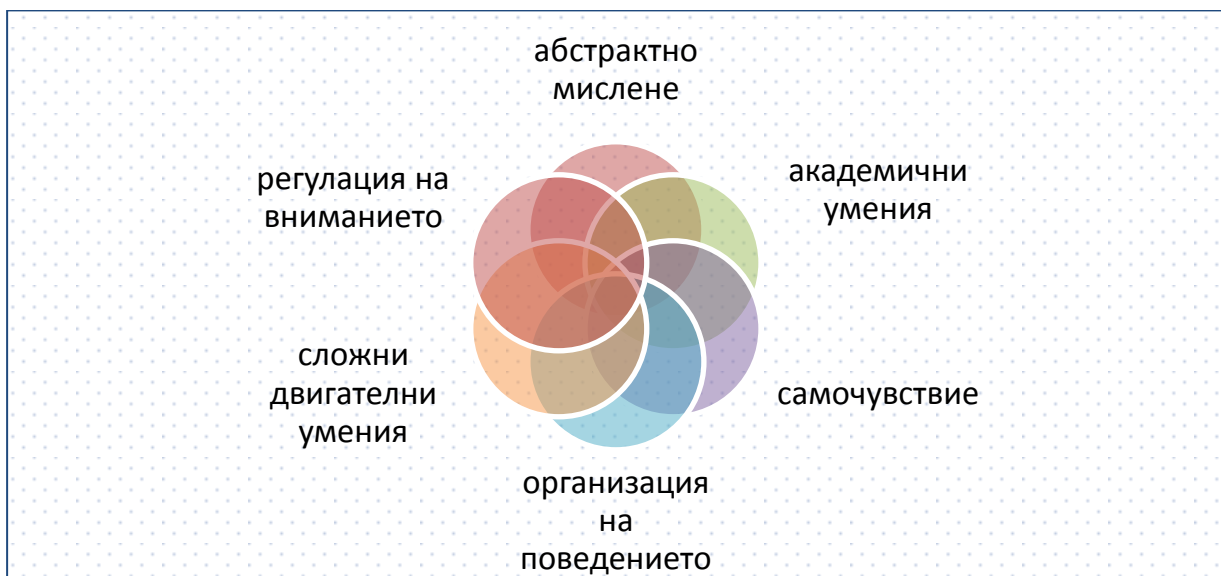 абстрактно
мислене
академични
умения
самочувствие
организация
на
поведението
сложни
двигателни
умения
регулация на
вниманието